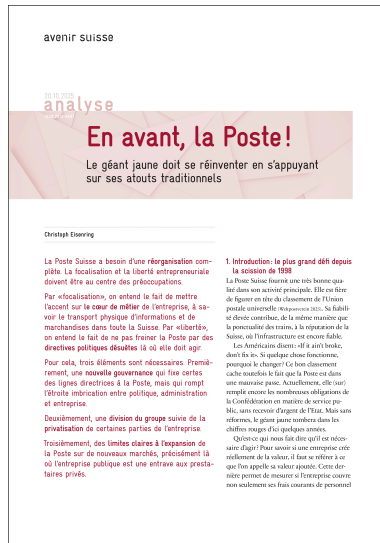 avenir suisse
20.10.2025
analyse
En avant, la Poste!
Le géant jaune doit se réinventer en s’appuyant
sur ses atouts traditionnels
Christoph Eisenring
La Poste Suisse a besoin d’une réorganisation com-
plète. La focalisation et la liberté entrepreneuriale
doivent être au centre des préoccupations.
Par «focalisation», on entend le fait de mettre
l’accent sur le cœur de métier de l’entreprise, à sa-
voir le transport physique d’informations et de
marchandises dans toute la Suisse. Par «liberté»,
on entend le fait de ne pas freiner la Poste par des
directives politiques désuètes là où elle doit agir.
Pour cela, trois éléments sont nécessaires. Premiè-
rement, une nouvelle gouvernance qui fixe certes
des lignes directrices à la Poste, mais qui rompt
l’étroite imbrication entre politique, administration
et entreprise.
Deuxièmement, une division du groupe suivie de la
privatisation de certaines parties de l’entreprise.
Troisièmement, des limites claires à l’expansion de
la Poste sur de nouveaux marchés, précisément là
où l’entreprise publique est une entrave aux presta-
taires privés.
1. Introduction: le plus grand défi depuis
la scission de 1998
La Poste Suisse fournit une très bonne qua-
lité dans son activité principale. Elle est fière
de figurer en tête du classement de l’Union
postale universelle (Weltpostverein 2025). Sa fiabili-
té élevée contribue, de la même manière que
la ponctualité des trains, à la réputation de la
Suisse, où l’infrastructure est encore fiable.
Les Américains disent: «If it ain’t broke,
don’t fix it». Si quelque chose fonctionne,
pourquoi le changer? Ce bon classement
cache toutefois le fait que la Poste est dans
une mauvaise passe. Actuellement, elle (sur)
remplit encore les nombreuses obligations de
la Confédération en matière de service pu-
blic, sans recevoir d’argent de l’Etat. Mais sans
réformes, le géant jaune tombera dans les
chiffres rouges d’ici quelques années.
Qu’est-ce qui nous fait dire qu’il est néces-
saire d’agir? Pour savoir si une entreprise crée
réellement de la valeur, il faut se référer à ce
que l’on appelle sa valeur ajoutée. Cette der-
nière permet de mesurer si l’entreprise couvre
non seulement ses frais courants de personnel